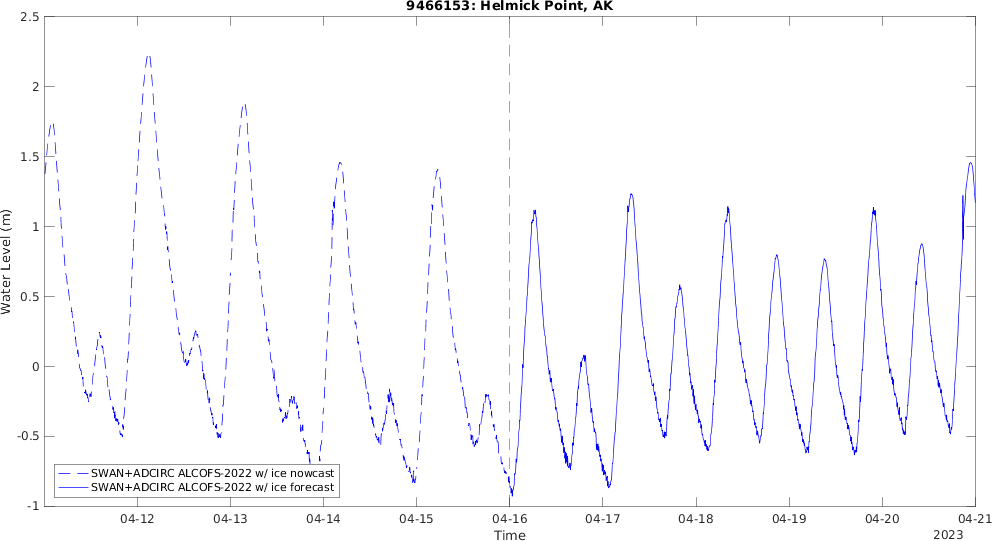 9466153: Helmick Point, AK
2.5
2
1.5
1
0.5
0
-0.5
-1
Water Level (m)
SWAN+ADCIRC ALCOFS-2022 w/ ice nowcast
SWAN+ADCIRC ALCOFS-2022 w/ ice forecast
04-12 04-13 04-14 04-15 04-16 04-17 04-18 04-19 04-20 04-21
Time
2023